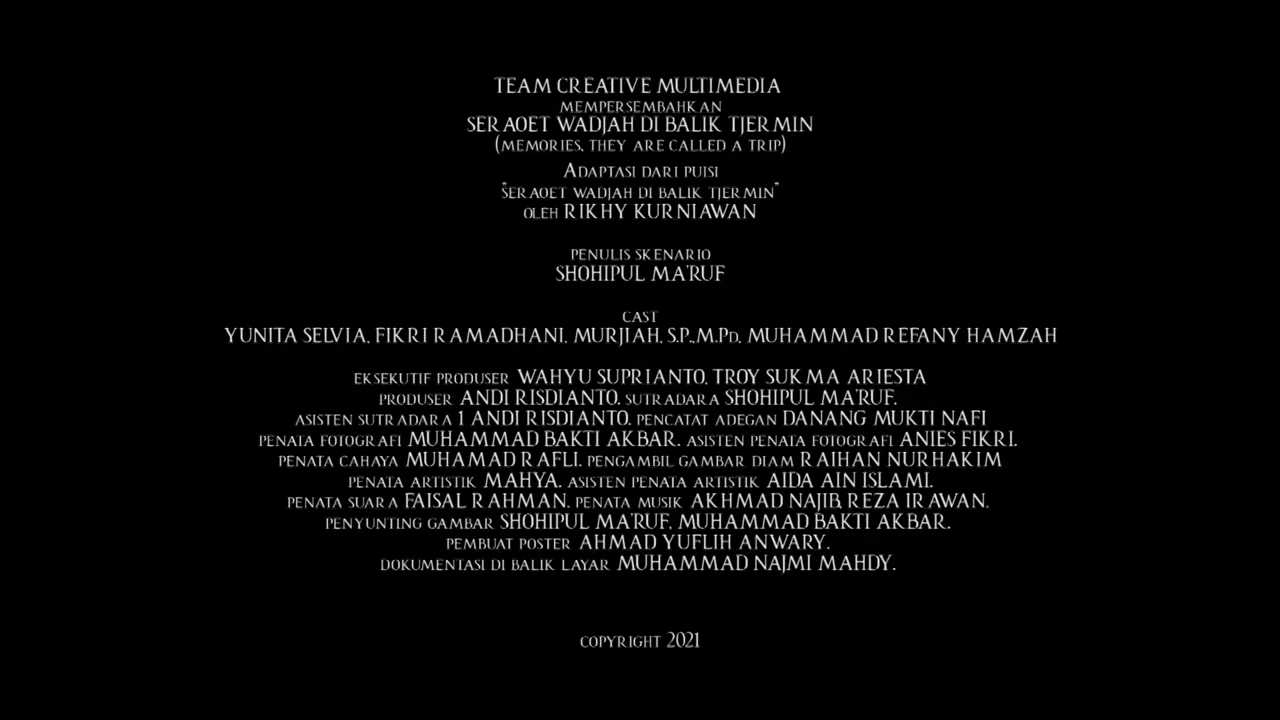 TEAM CREATIVE MULTIMEDIA
MEMPERSEMBAHKAN
SERAOET WADJAH DI BALIK TJERMIN
(MEMORIES, THEY ARE CALLED A TRIP)
ADAPTASI DARI PUISI
"SERAOET WADJAH DI BALIK TJERMIN"
OLEH RIKHY KURNIAWAN
PENULIS SKENARIO
SHOHIPUL MA'RUF
CAST
YUNITA SELVIA, FIKRI RAMADHANI, MURJIAH, S.P.,M.PD, MUHAMMAD REFANY HAMZAH
EKSEKUTIF PRODUSER WAHYU SUPRIANTO, TROY SUKMA ARIESTA
PRODUSER ANDI RISDIANTO. SUTRADARA SHOHIPUL MA'RUF.
ASISTEN SUTRADARA 1 ANDI RISDIANTO. PENCATAT ADEGAN DANANG MUKTI NAFI
PENATA FOTOGRAFI MUHAMMAD BAKTI AKBAR. ASISTEN PENATA FOTOGRAFI ANIES FIKRI.
PENATA CAHAYA MUHAMAD RAFLI. PENGAMBIL GAMBAR DIAM RAIHAN NURHAKIM
PENATA ARTISTIK MAHYA. ASISTEN PENATA ARTISTIK AIDA AIN ISLAMI.
PENATA SUARA FAISAL RAHMAN. PENATA MUSIK AKHMAD NAJIB, REZA IRAWAN.
PENYUNTING GAMBAR SHOHIPUL MA'RUF, MUHAMMAD BAKTI AKBAR.
PEMBUAT POSTER AHMAD YUFLIH ANWARY.
DOKUMENTASI DI BALIK LAYAR MUHAMMAD NAJMI MAHDY.
COPYRIGHT 2021